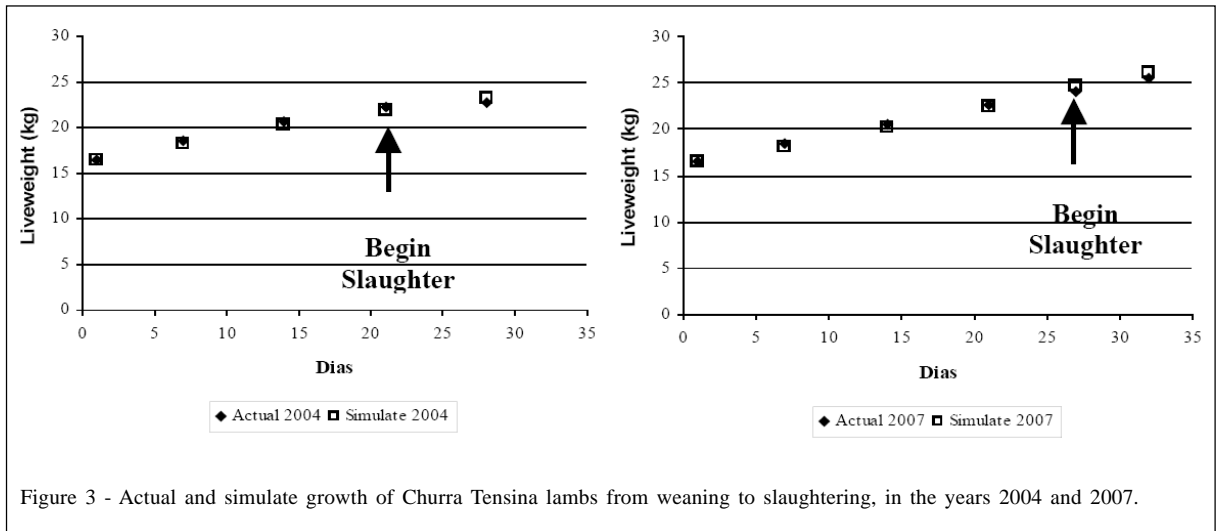 30
25
20
15
10
5
0
Liveweight (kg)
Begin
Slaughter
0 5 10 15 20 25 30 35
Dias
◆ Actual 2004 □ Simulate 2004
30
25
20
15
10
5
0
Liveweight (kg)
Begin
Slaughter
0 5 10 15 20 25 30 35
Dias
◆ Actual 2007 □ Simulate 2007
Figure 3 - Actual and simulate growth of Churra Tensina lambs from weaning to slaughtering, in the years 2004 and 2007.